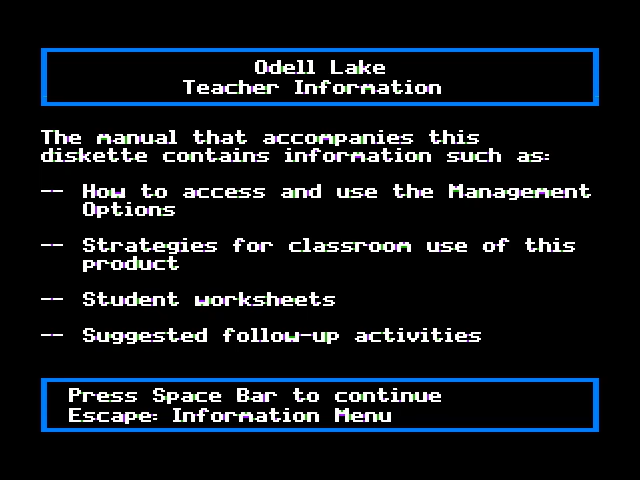 Odell Lake
Teacher Information
The manual that accompanies this
diskette contains information such as:
-- How to access and use the Management
Options
-- Strategies for classroom use of this
product
-- Student worksheets
-- Suggested follow-up activities
Press Space Bar to continue
Escape: Information Menu